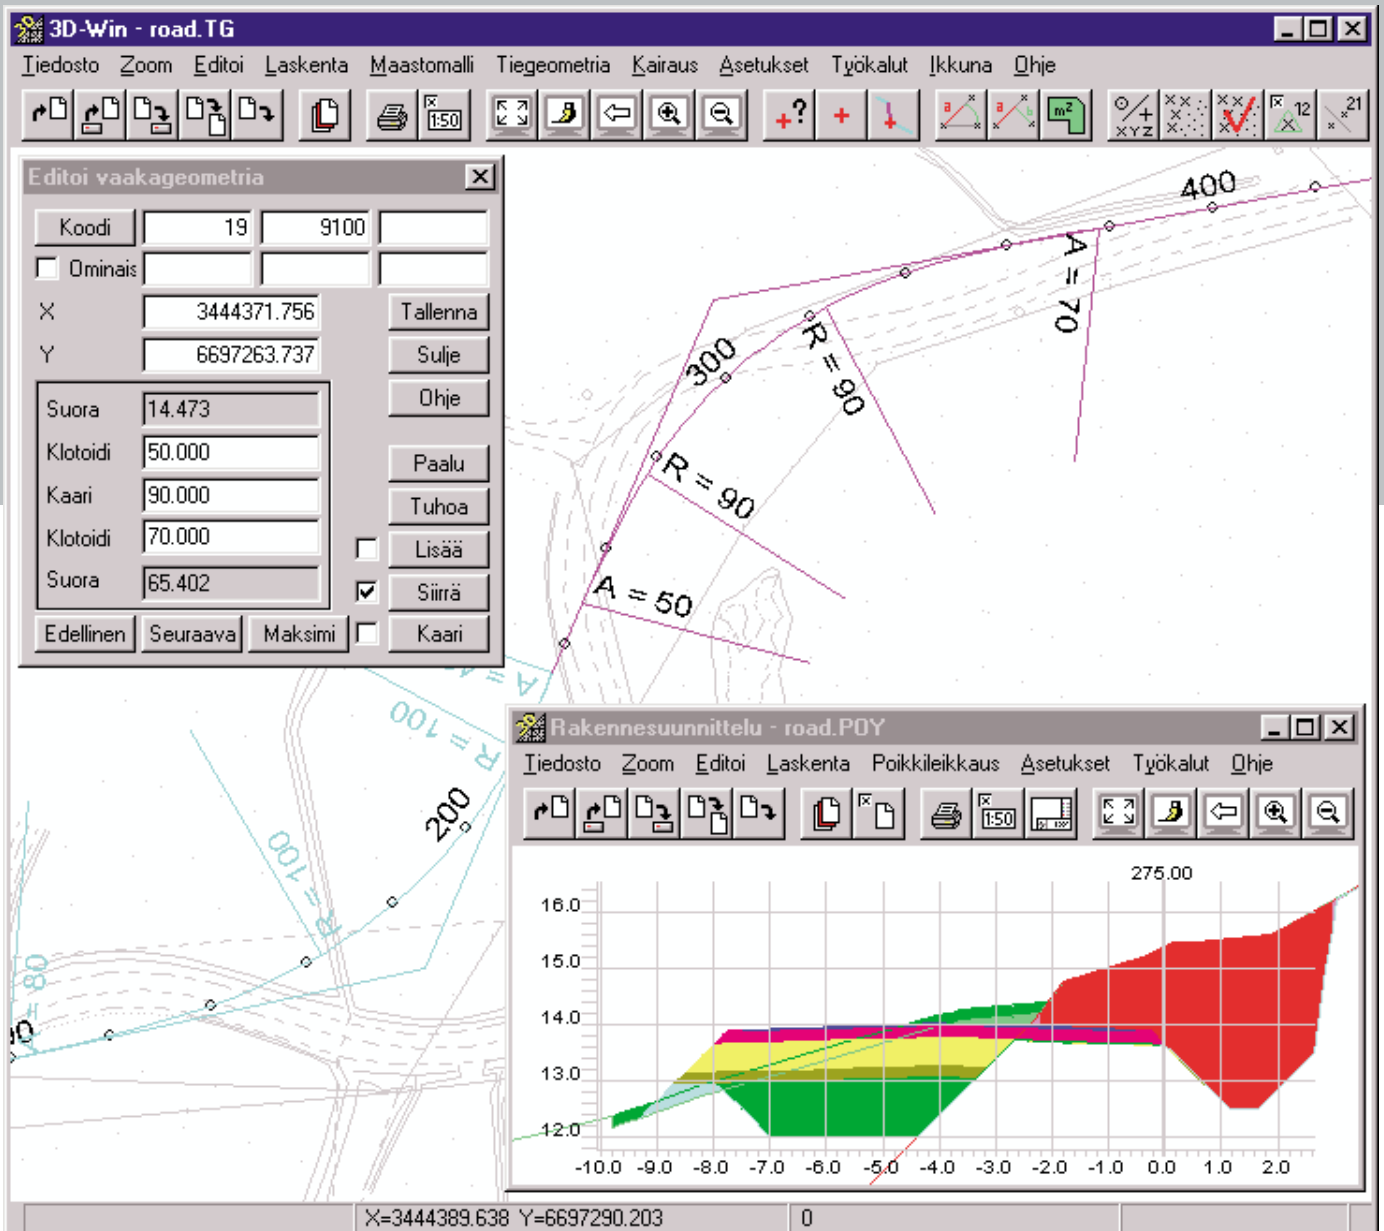 3D-Win - road.TG
Tiedosto Zoom Editoi Laskenta Maastomalli Tiegeometria Kairaus Asetukset Työkalut Ikkuna Ohje
1:50 +? m² XYZ 12 21
Editoi vaakageometria
Koodi 19 9100
Ominais
X 3444371.756 Tallenna
Y 6697263.737 Sulje
Ohje
Suora 14.473
Klotoidi 50.000 Paalu
Kaari 90.000 Tuhoa
Klotoidi 70.000 Lisää
Suora 65.402 Siirrä
Edellinen Seuraava Maksimi Kaari
400
A = 70
R = 90
300
R = 90
A = 50
R = 100
200
R = 100
A = 80
Rakennesuunnittelu - road.POY
Tiedosto Zoom Editoi Laskenta Poikkileikkaus Asetukset Työkalut Ohje
1:50
275.00
16.0
15.0
14.0
13.0
12.0
-10.0 -9.0 -8.0 -7.0 -6.0 -5.0 -4.0 -3.0 -2.0 -1.0 0.0 1.0 2.0
X=3444389.638 Y=6697290.203 0